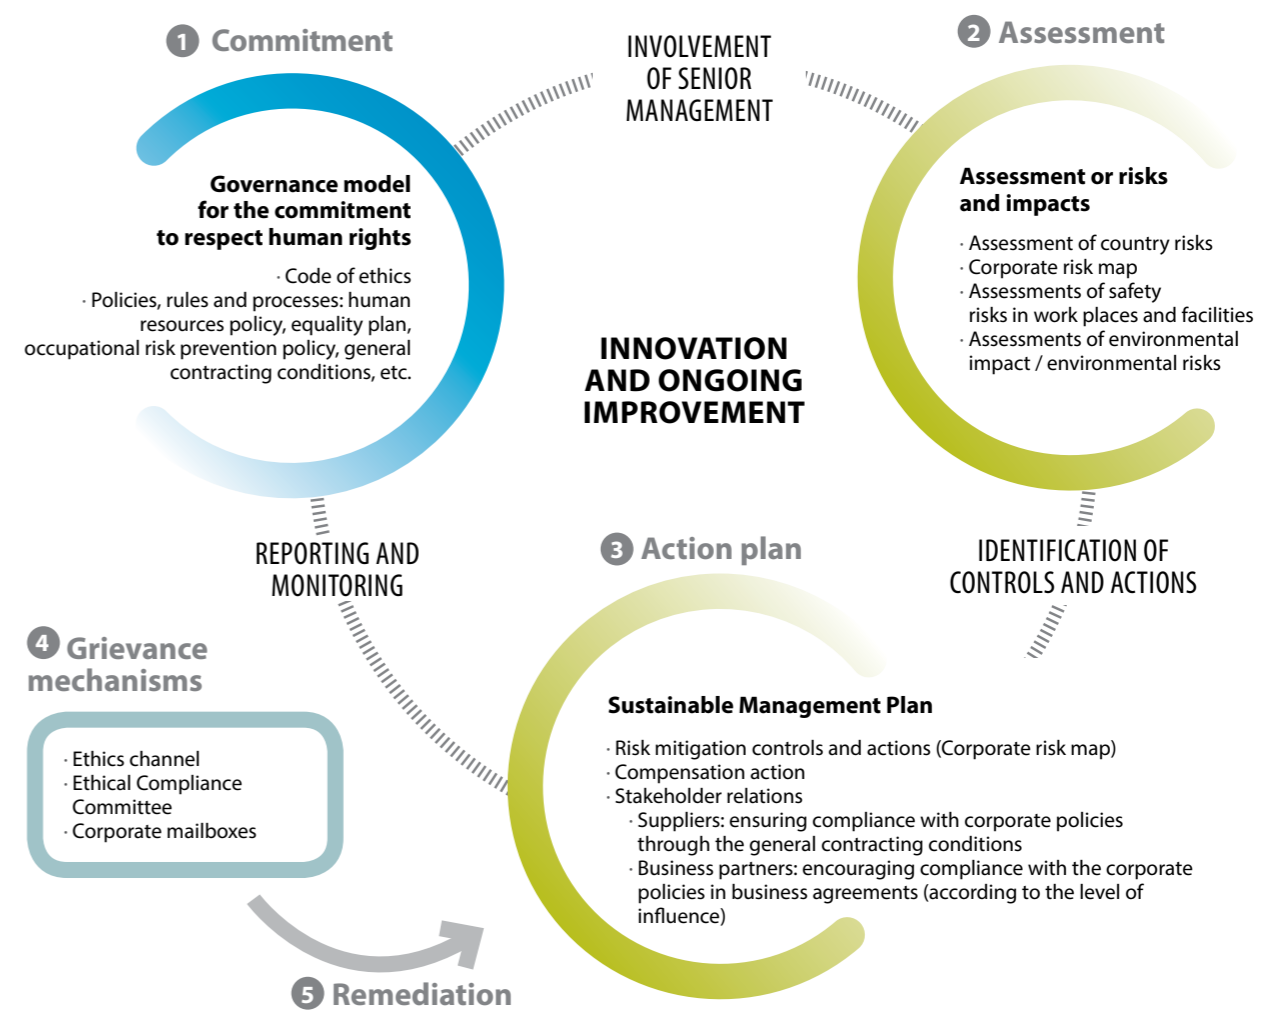 1 Commitment
Governance model
for the commitment
to respect human rights
· Code of ethics
· Policies, rules and processes: human
resources policy, equality plan,
occupational risk prevention policy, general
contracting conditions, etc.
INVOLVEMENT
OF SENIOR
MANAGEMENT
2 Assessment
Assessment or risks
and impacts
· Assessment of country risks
· Corporate risk map
· Assessments of safety
risks in work places and facilities
· Assessments of environmental
impact / environmental risks
INNOVATION
AND ONGOING
IMPROVEMENT
REPORTING AND
MONITORING
IDENTIFICATION OF
CONTROLS AND ACTIONS
3 Action plan
Sustainable Management Plan
· Risk mitigation controls and actions (Corporate risk map)
· Compensation action
· Stakeholder relations
· Suppliers: ensuring compliance with corporate policies
through the general contracting conditions
· Business partners: encouraging compliance with the corporate
policies in business agreements (according to the level of
influence)
4 Grievance
mechanisms
· Ethics channel
· Ethical Compliance
Committee
· Corporate mailboxes
5 Remediation